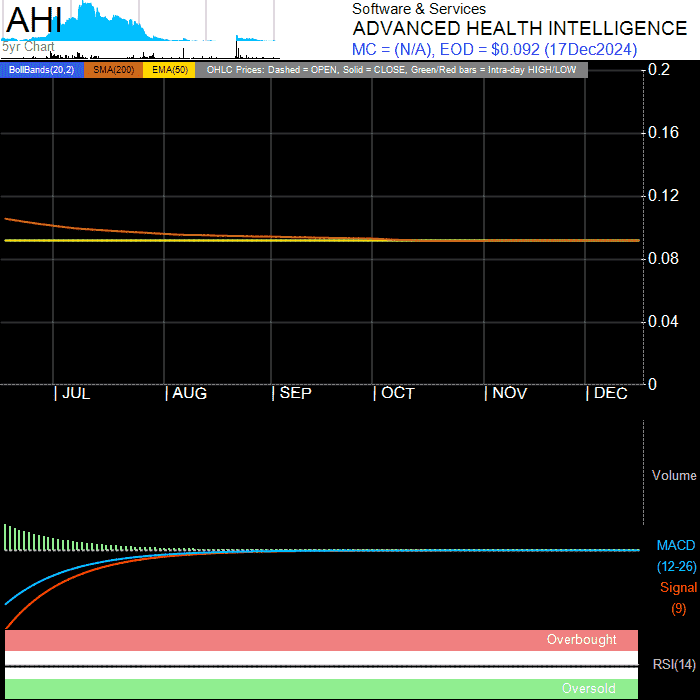 AHI
5yr Chart
Software & Services
ADVANCED HEALTH INTELLIGENCE
MC = (N/A), EOD = $0.092 (17Dec2024)
BollBands(20,2) SMA(200) EMA(50) OHLC Prices: Dashed = OPEN, Solid = CLOSE, Green/Red bars = Intra-day HIGH/LOW
0.2
0.16
0.12
0.08
0.04
0
| JUL | AUG | SEP | OCT | NOV | DEC
Volume
MACD
(12-26)
Signal
(9)
Overbought
RSI(14)
Oversold